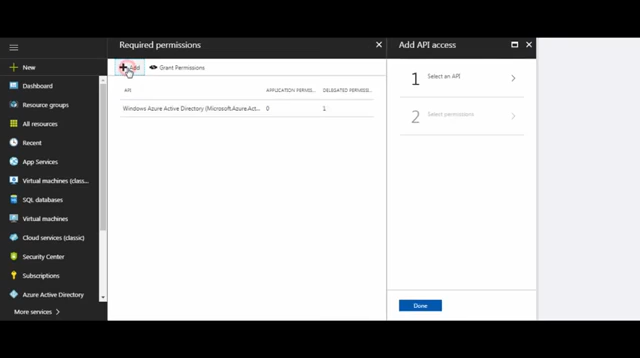 Required permissions
Add API access
New
Add
Grant Permissions
Dashboard
Resource groups
All resources
Recent
App Services
Virtual machines (class...
SQL databases
Virtual machines
Cloud services (classic)
Security Center
Subscriptions
Azure Active Directory
More services
API
APPLICATION PERMIS...
DELEGATED PERMISSI...
Windows Azure Active Directory (Microsoft.Azure.Act...
0
1
1
Select an API
2
Select permissions
Done